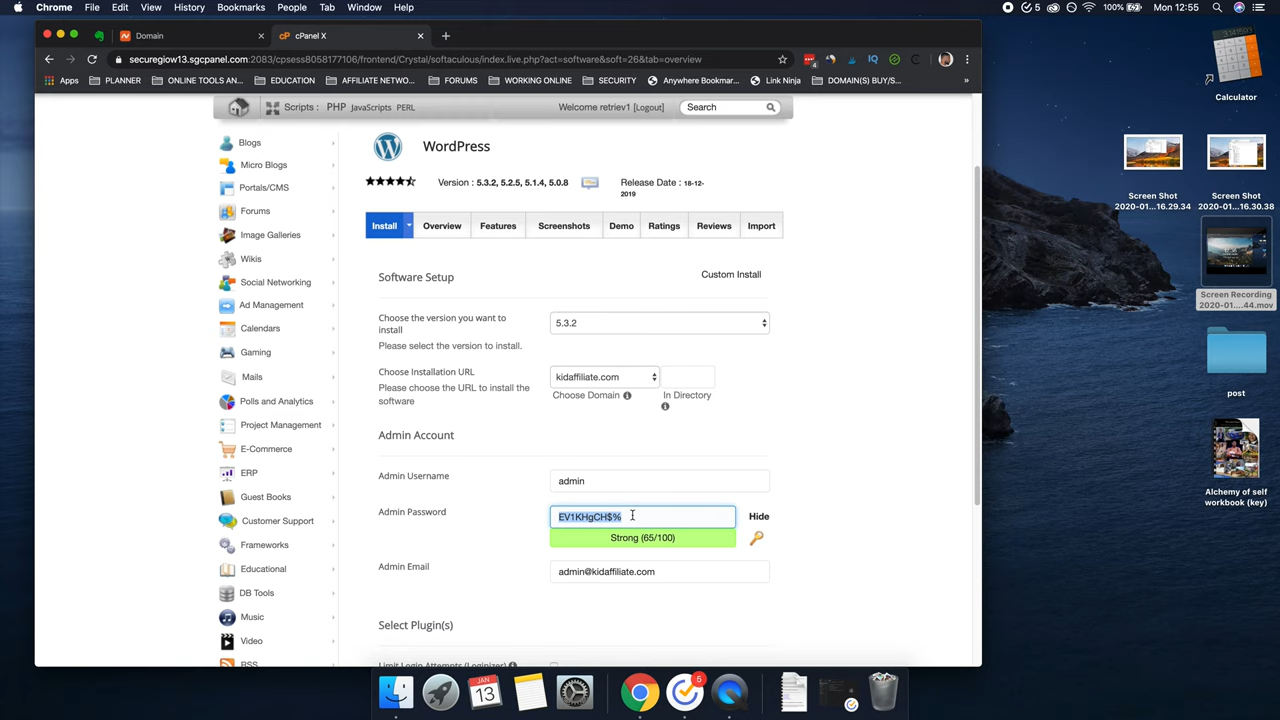 Chrome File Edit View History Bookmarks People Tab Window Help
5 100% Mon 12:55
Domain
cP cPanel X
securegiow13.sgcpanel.com:2083/cpsess8058177106/frontend/Crystal/softaculous/index.live.php?act=software&soft=26&tab=overview
Apps PLANNER ONLINE TOOLS AN... EDUCATION AFFILIATE NETWO... FORUMS WORKING ONLINE SECURITY Anywhere Bookmar... Link Ninja DOMAIN(S) BUY/S... »
Scripts : PHP JavaScripts PERL Welcome retriev1 [Logout] Search
Blogs
Micro Blogs
Portals/CMS
Forums
Image Galleries
Wikis
Social Networking
Ad Management
Calendars
Gaming
Mails
Polls and Analytics
Project Management
E-Commerce
ERP
Guest Books
Customer Support
Frameworks
Educational
DB Tools
Music
Video
RSS
WordPress
Version : 5.3.2, 5.2.5, 5.1.4, 5.0.8
Release Date : 18-12-
2019
Install Overview Features Screenshots Demo Ratings Reviews Import
Software Setup
Custom Install
Choose the version you want to
install
Please select the version to install.
5.3.2
Choose Installation URL
Please choose the URL to install the
software
kidaffiliate.com
Choose Domain
In Directory
Admin Account
Admin Username
admin
Admin Password
EV1KHgCH$%
Hide
Strong (65/100)
Admin Email
admin@kidaffiliate.com
Select Plugin(s)
Limit Login Attempts (Loginizer)
Calculator
Screen Shot
2020-01...16.29.34
Screen Shot
2020-01...16.30.38
Screen Recording
2020-01....44.mov
post
Alchemy of self
workbook (key)
JAN
13
5